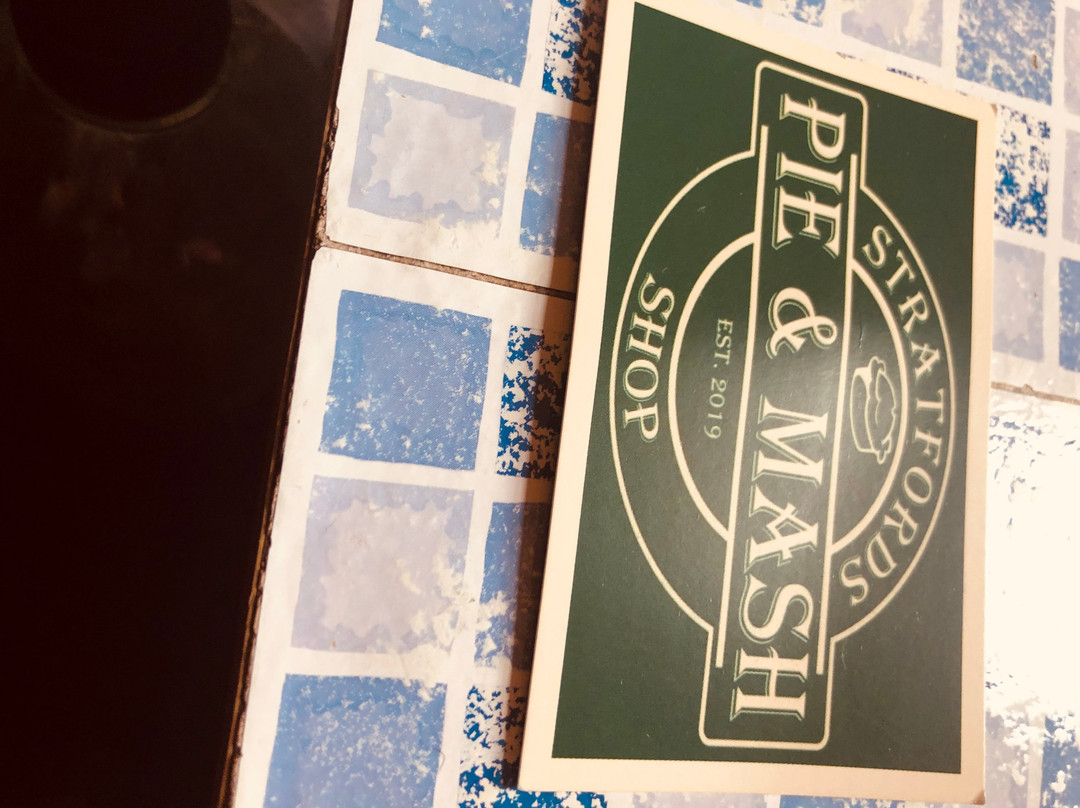 STRATFORDS
PIE & MASH
EST. 2019
SHOP